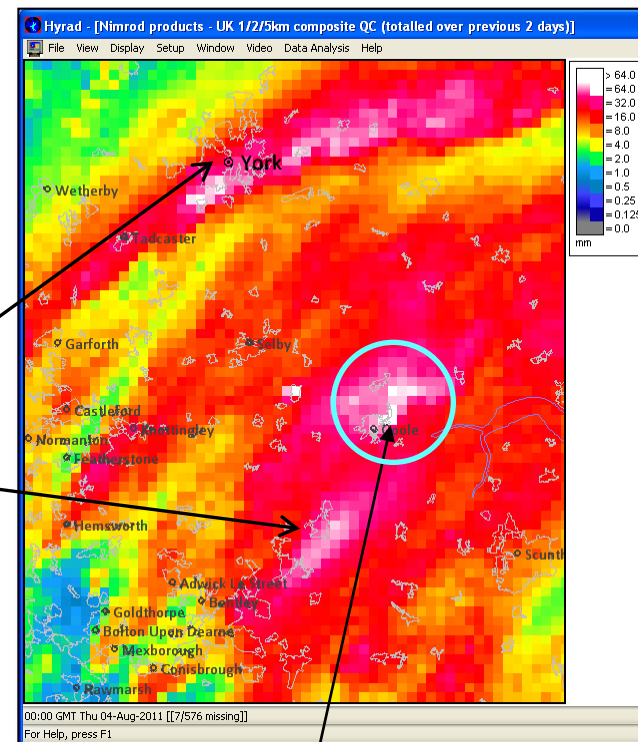 Hyrad - [Nimrod products - UK 1/2/5km composite QC (totalled over previous 2 days)]
File View Display Setup Window Video Data Analysis Help
> 64.0
= 64.0
= 32.0
= 16.0
= 8.0
= 4.0
= 2.0
= 1.0
= 0.5
= 0.25
= 0.125
= 0.0
mm
York
Wetherby
Tadcaster
Garforth
Selby
Castleford
Knottingley
Goole
Normanton
Featherstone
Hemsworth
Scunth
Adwick Le Street
Bentley
Goldthorpe
Bolton Upon Dearne
Mexborough
Conisbrough
Rawmarsh
00:00 GMT Thu 04-Aug-2011 [[7/576 missing]]
For Help, press F1